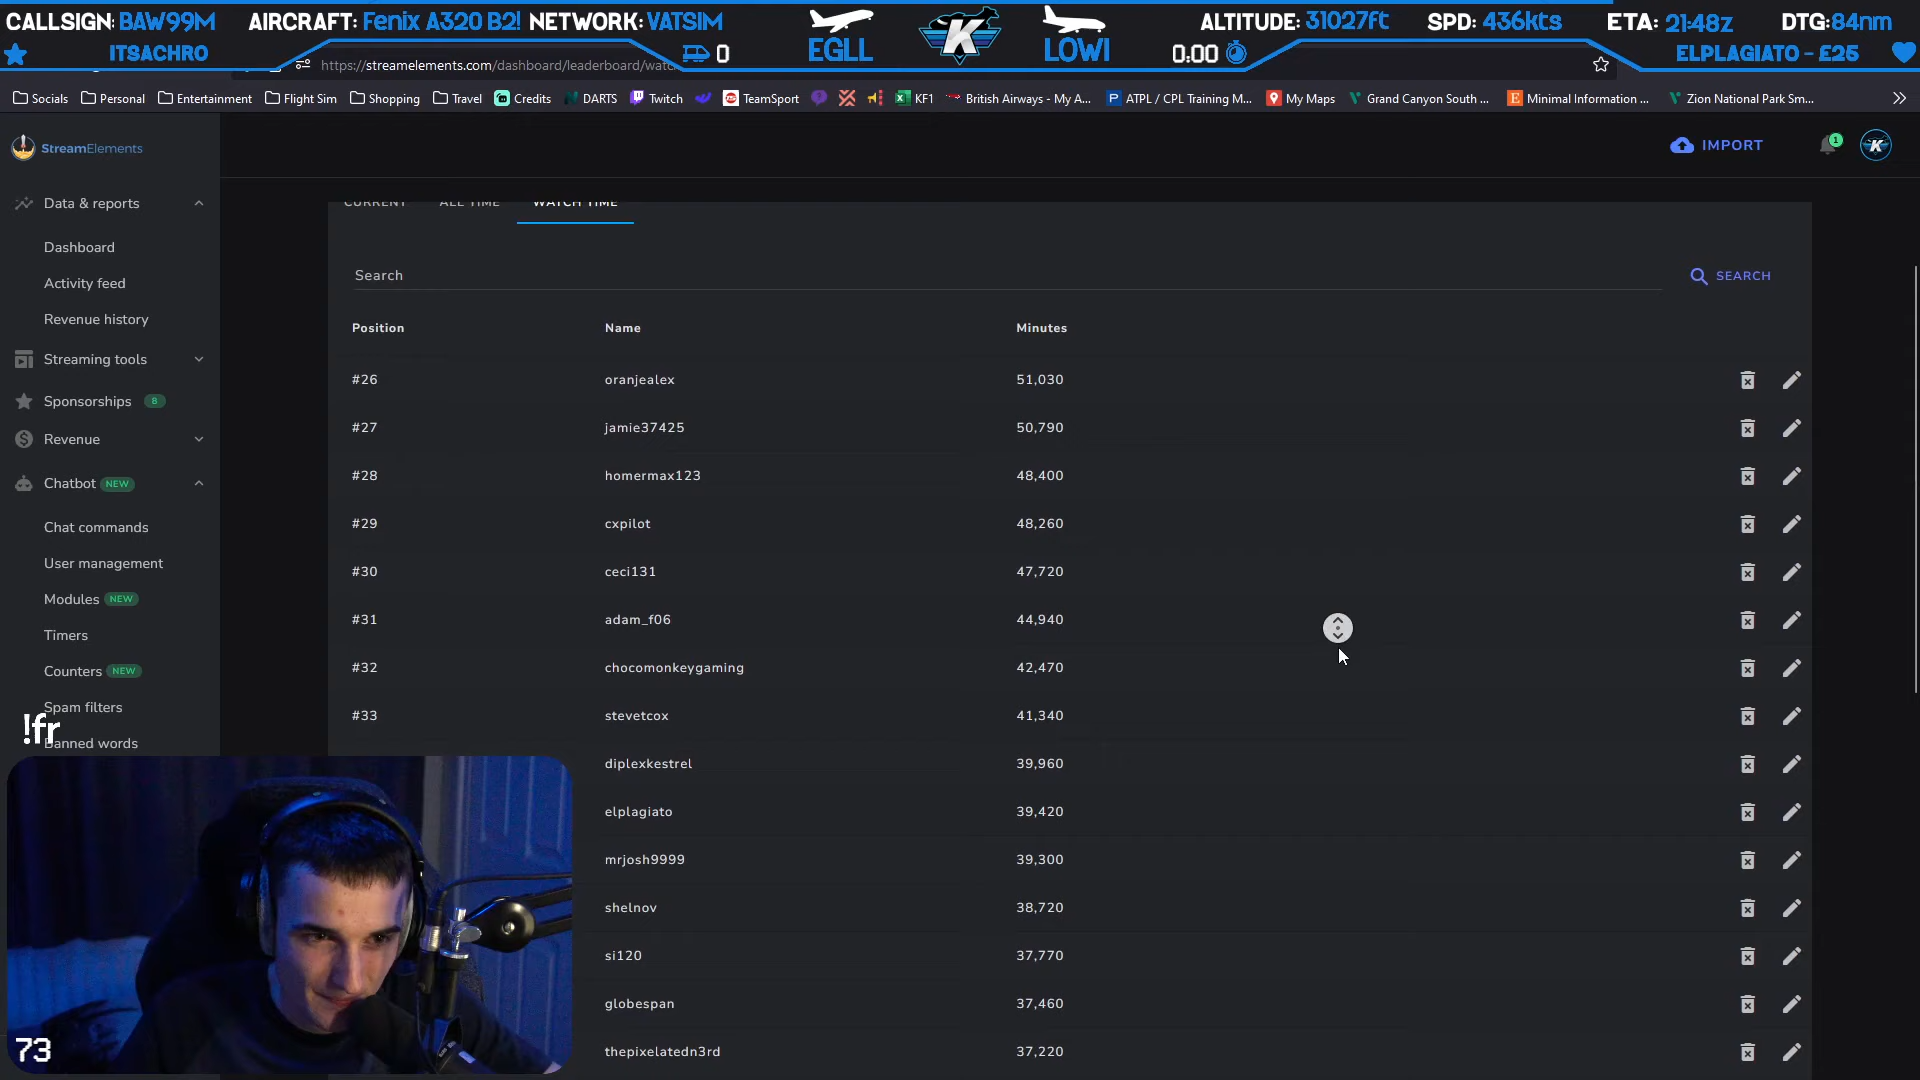 CALLSIGN: BAW99M AIRCRAFT: Fenix A320 B2! NETWORK: VATSIM
ITSACHRO
0
EGLL
K
LOWI
ALTITUDE: 31027ft SPD: 436kts ETA: 21:48z DTG:84nm
0:00
ELPLAGIATO - £25
https://streamelements.com/dashboard/leaderboard/watc
Socials Personal Entertainment Flight Sim Shopping Travel Credits DARTS Twitch TeamSport KF1 British Airways - My A... ATPL / CPL Training M... My Maps Grand Canyon South ... Minimal Information ... Zion National Park Sm...
StreamElements
IMPORT
1
K
Data & reports
Dashboard
Activity feed
Revenue history
Streaming tools
Sponsorships 8
Revenue
Chatbot NEW
Chat commands
User management
Modules NEW
Timers
Counters NEW
Spam filters
Banned words
!fr
73
CURRENT ALL TIME WATCH TIME
Search SEARCH
Position Name Minutes
#26 oranjealex 51,030
#27 jamie37425 50,790
#28 homermax123 48,400
#29 cxpilot 48,260
#30 ceci131 47,720
#31 adam_f06 44,940
#32 chocomonkeygaming 42,470
#33 stevetcox 41,340
diplexkestrel 39,960
elplagiato 39,420
mrjosh9999 39,300
shelnov 38,720
si120 37,770
globespan 37,460
thepixelatedn3rd 37,220